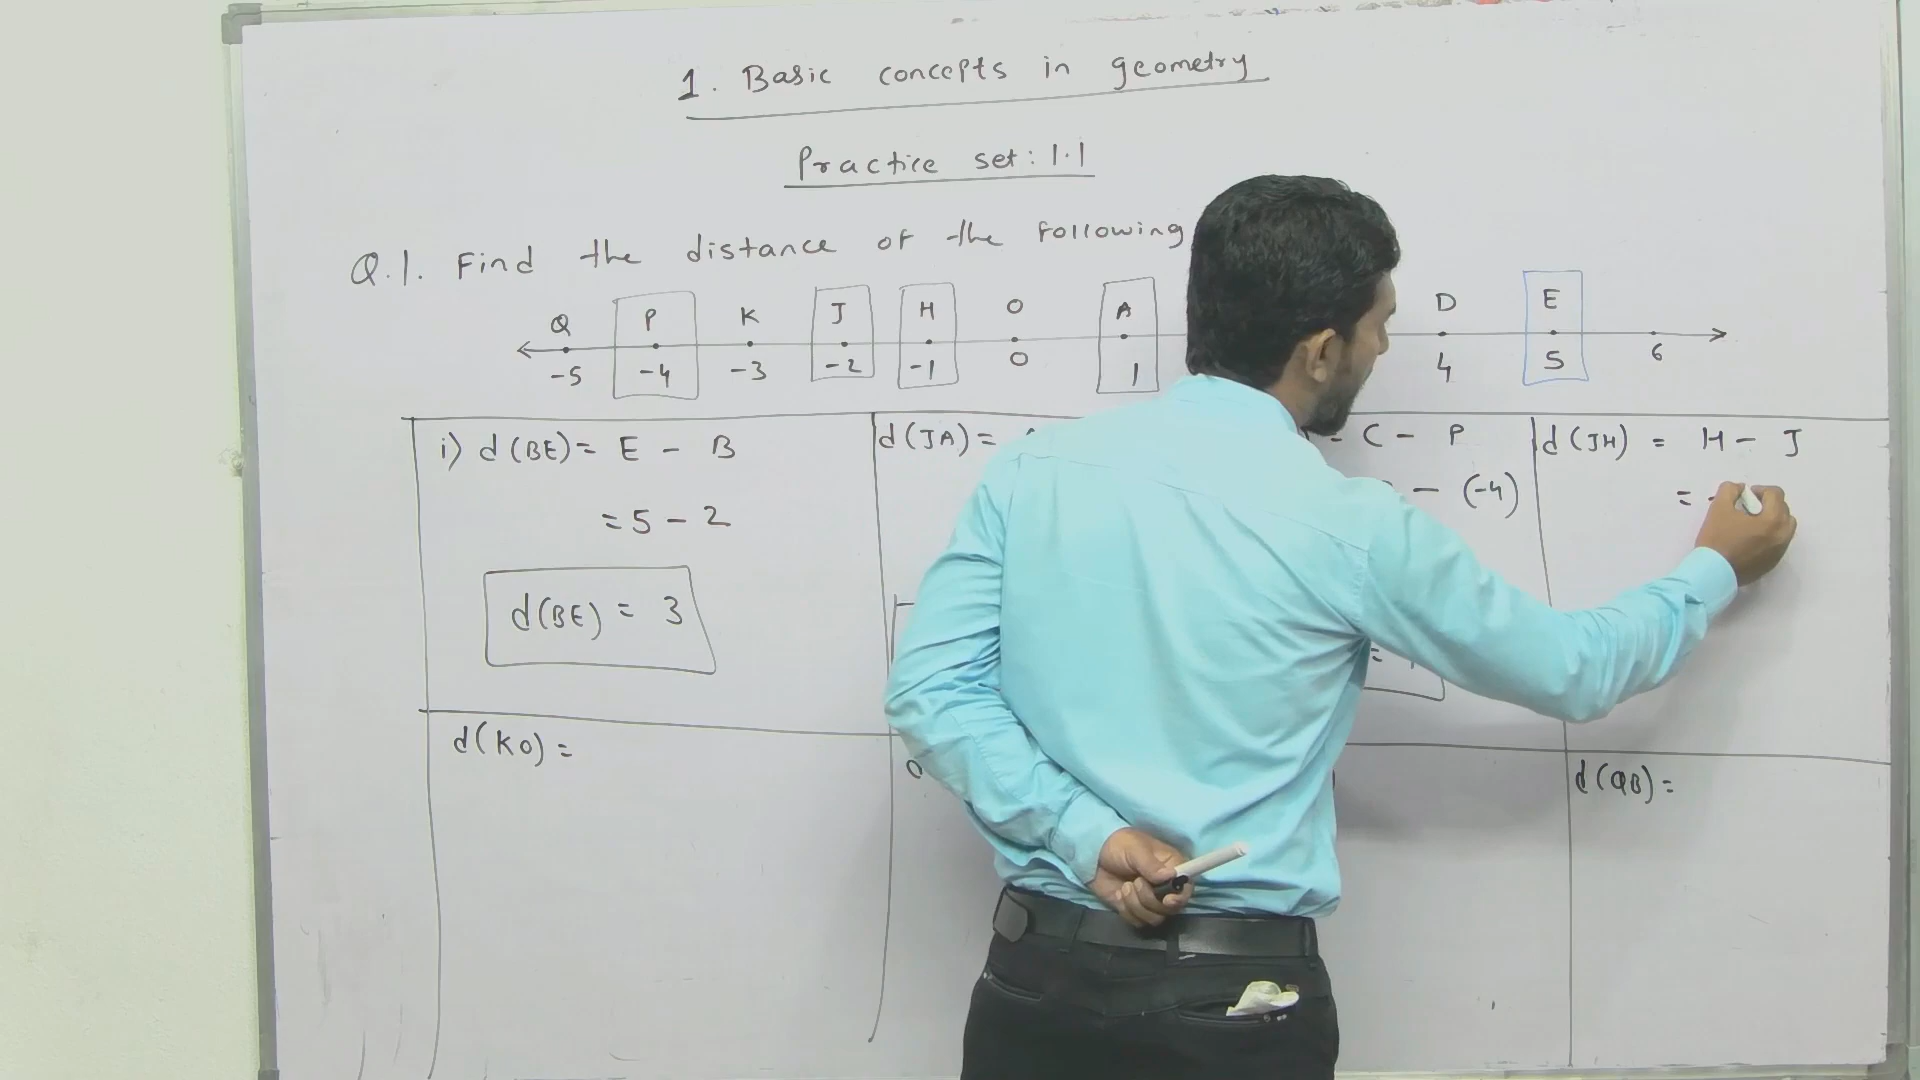 1. Basic concepts in geometry
Practice set: 1.1
Q.1. Find the distance of the following
Q P K J H O A D E
-5 -4 -3 -2 -1 0 1 4 5 6
i) d(BE) = E - B
= 5 - 2
d(BE) = 3
d(JA) =
= C - P
- (-4)
=
d(JH) = H - J
= -
d(KO) =
d(QB) =